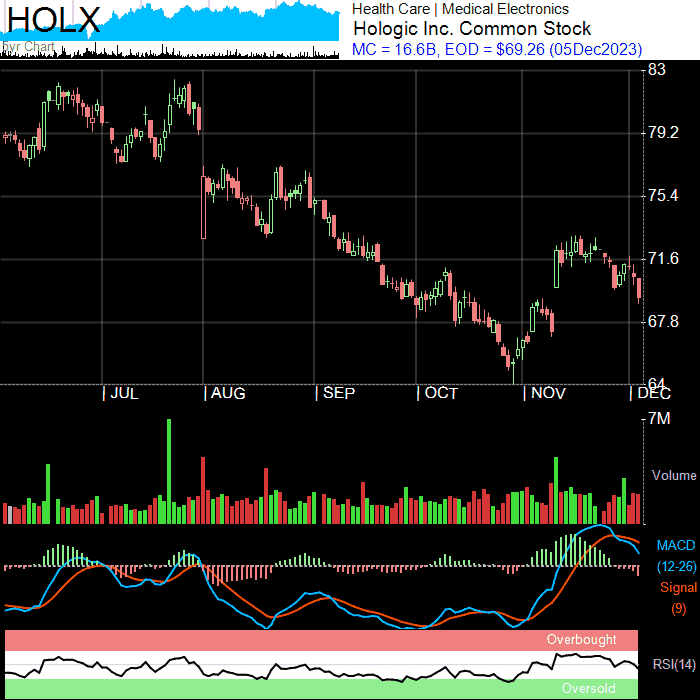 HOLX
5yr Chart
Health Care | Medical Electronics
Hologic Inc. Common Stock
MC = 16.6B, EOD = $69.26 (05Dec2023)
83
79.2
75.4
71.6
67.8
64
JUL AUG SEP OCT NOV DEC
7M
Volume
MACD
(12-26)
Signal
(9)
Overbought
RSI(14)
Oversold